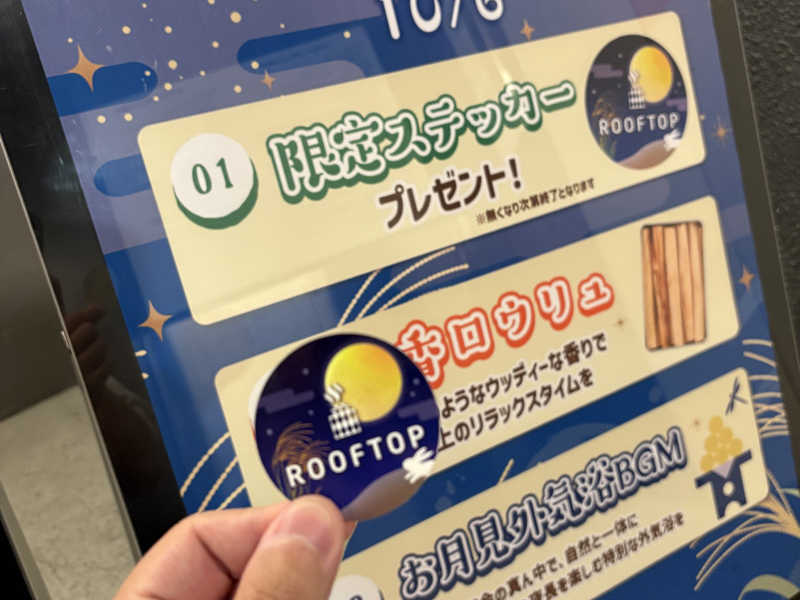 10/6
01
限定ステッカー
プレゼント!
※無くなり次第終了となります
ROOFTOP
香ロウリュ
ようなウッディーな香りで
上のリラックスタイムを
ROOFTOP
お月見外気浴BGM
の真ん中で、自然と一体に
夜長を楽しむ特別な外気浴を